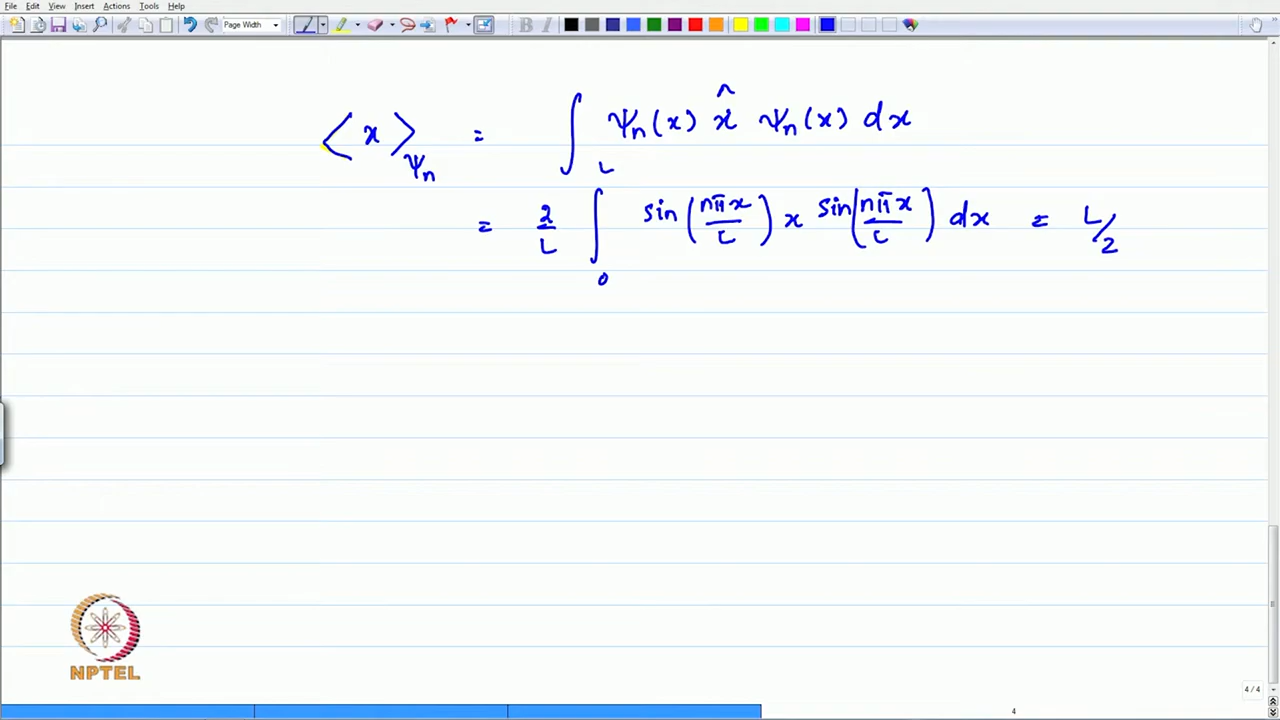 File Edit View Insert Actions Tools Help
Page Width
B I
⟨x⟩ψn = ∫ ψn(x) x̂ ψn(x) dx
= 2/L ∫₀ᴸ sin(nπx/L) x sin(nπx/L) dx = L/2
NPTEL
4/4
4